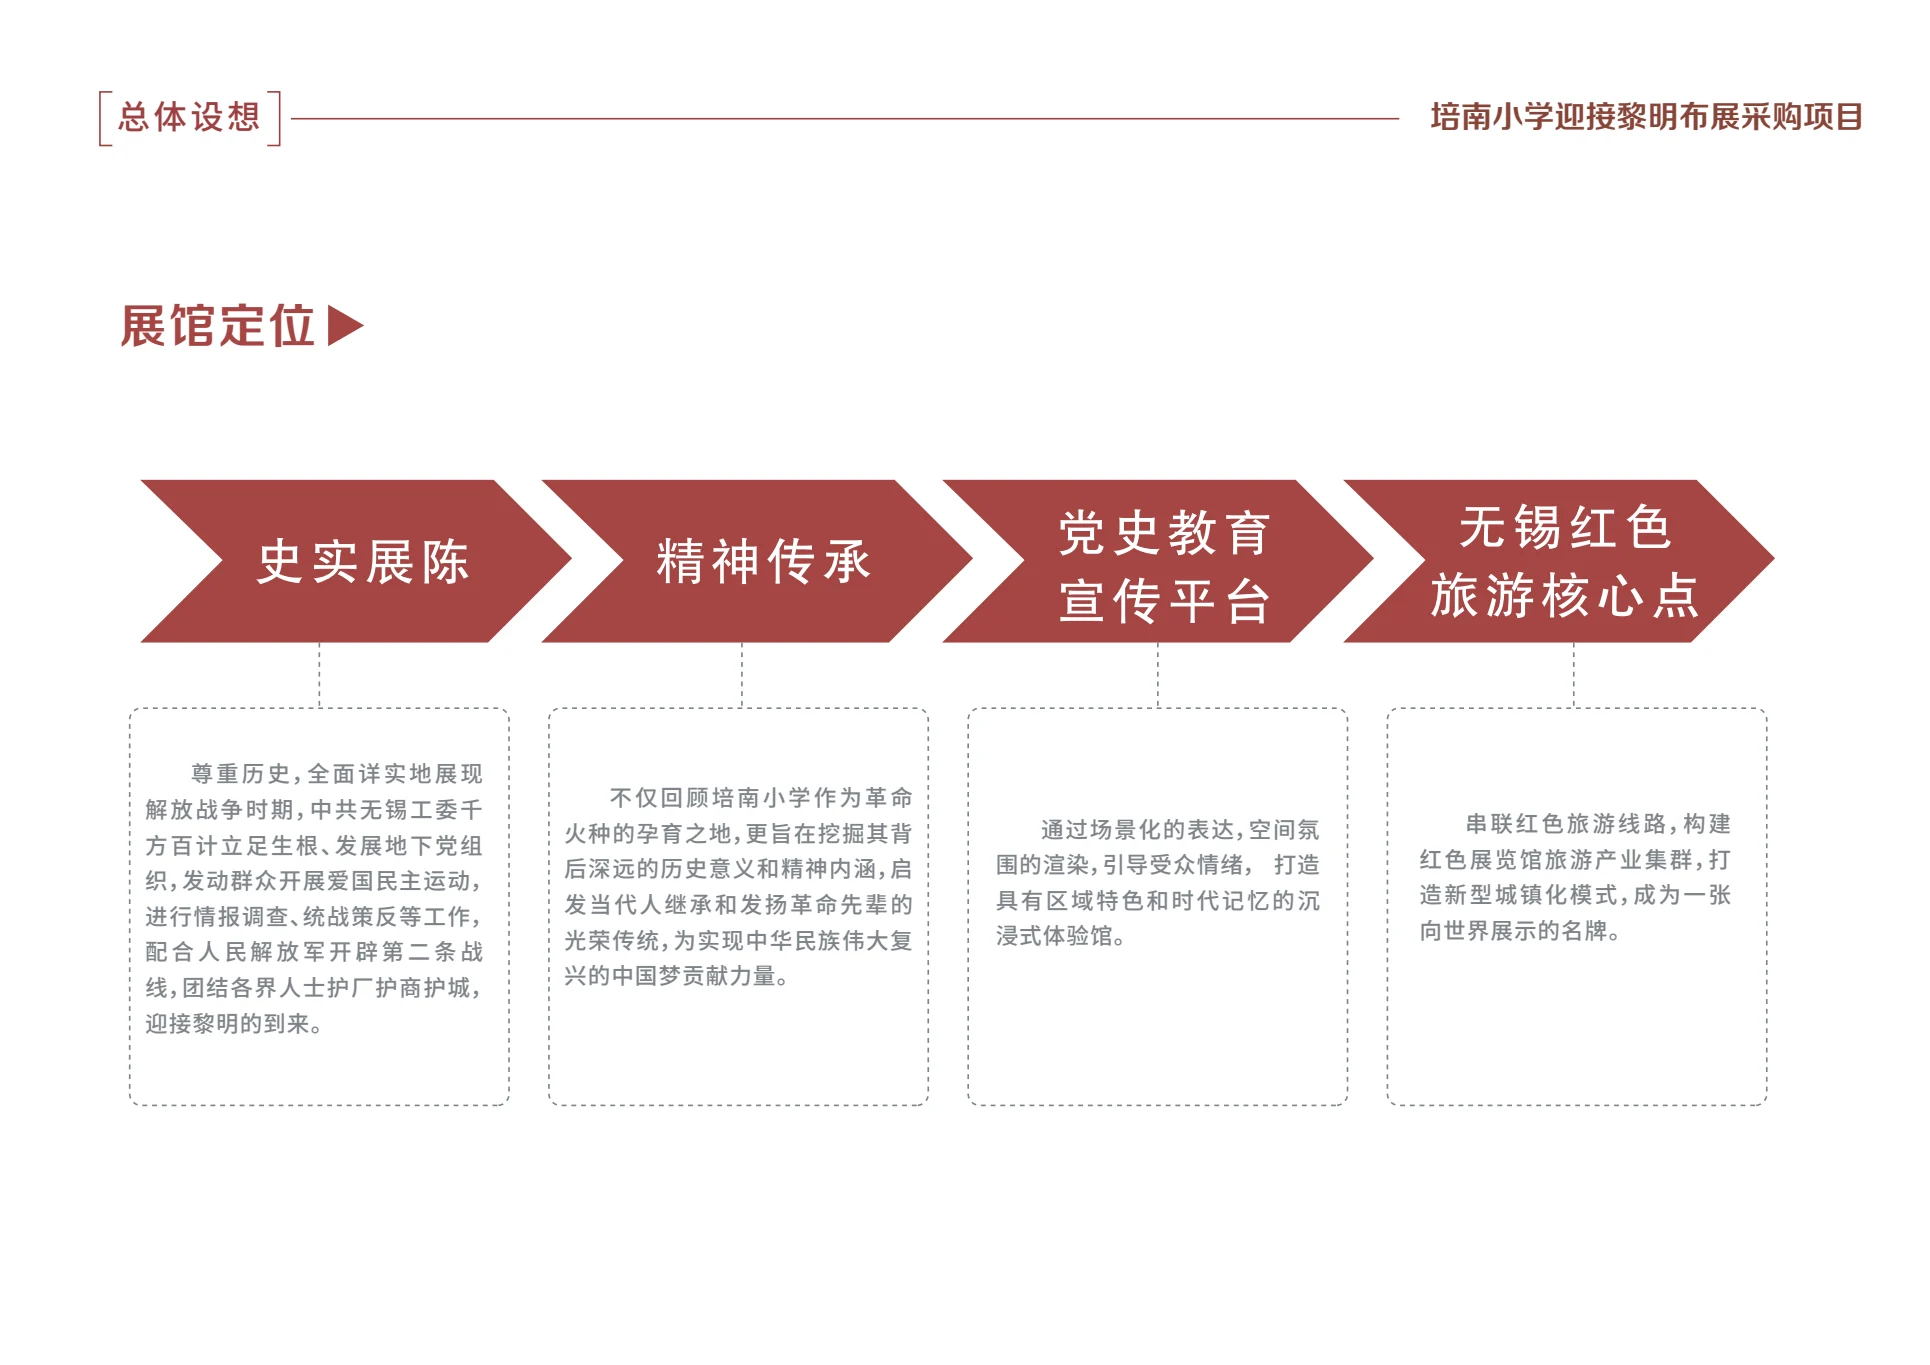 总体设想
培南小学迎接黎明布展采购项目
展馆定位
史实展陈
精神传承
党史教育
宣传平台
无锡红色
旅游核心点
尊重历史，全面详实地展现
解放战争时期，中共无锡工委千
方百计立足生根、发展地下党组
织，发动群众开展爱国民主运动，
进行情报调查、统战策反等工作，
配合人民解放军开辟第二条战
线，团结各界人士护厂护商护城，
迎接黎明的到来。
不仅回顾培南小学作为革命
火种的孕育之地，更旨在挖掘其背
后深远的历史意义和精神内涵，启
发当代人继承和发扬革命先辈的
光荣传统，为实现中华民族伟大复
兴的中国梦贡献力量。
通过场景化的表达，空间氛
围的渲染，引导受众情绪， 打造
具有区域特色和时代记忆的沉
浸式体验馆。
串联红色旅游线路，构建
红色展览馆旅游产业集群，打
造新型城镇化模式，成为一张
向世界展示的名牌。